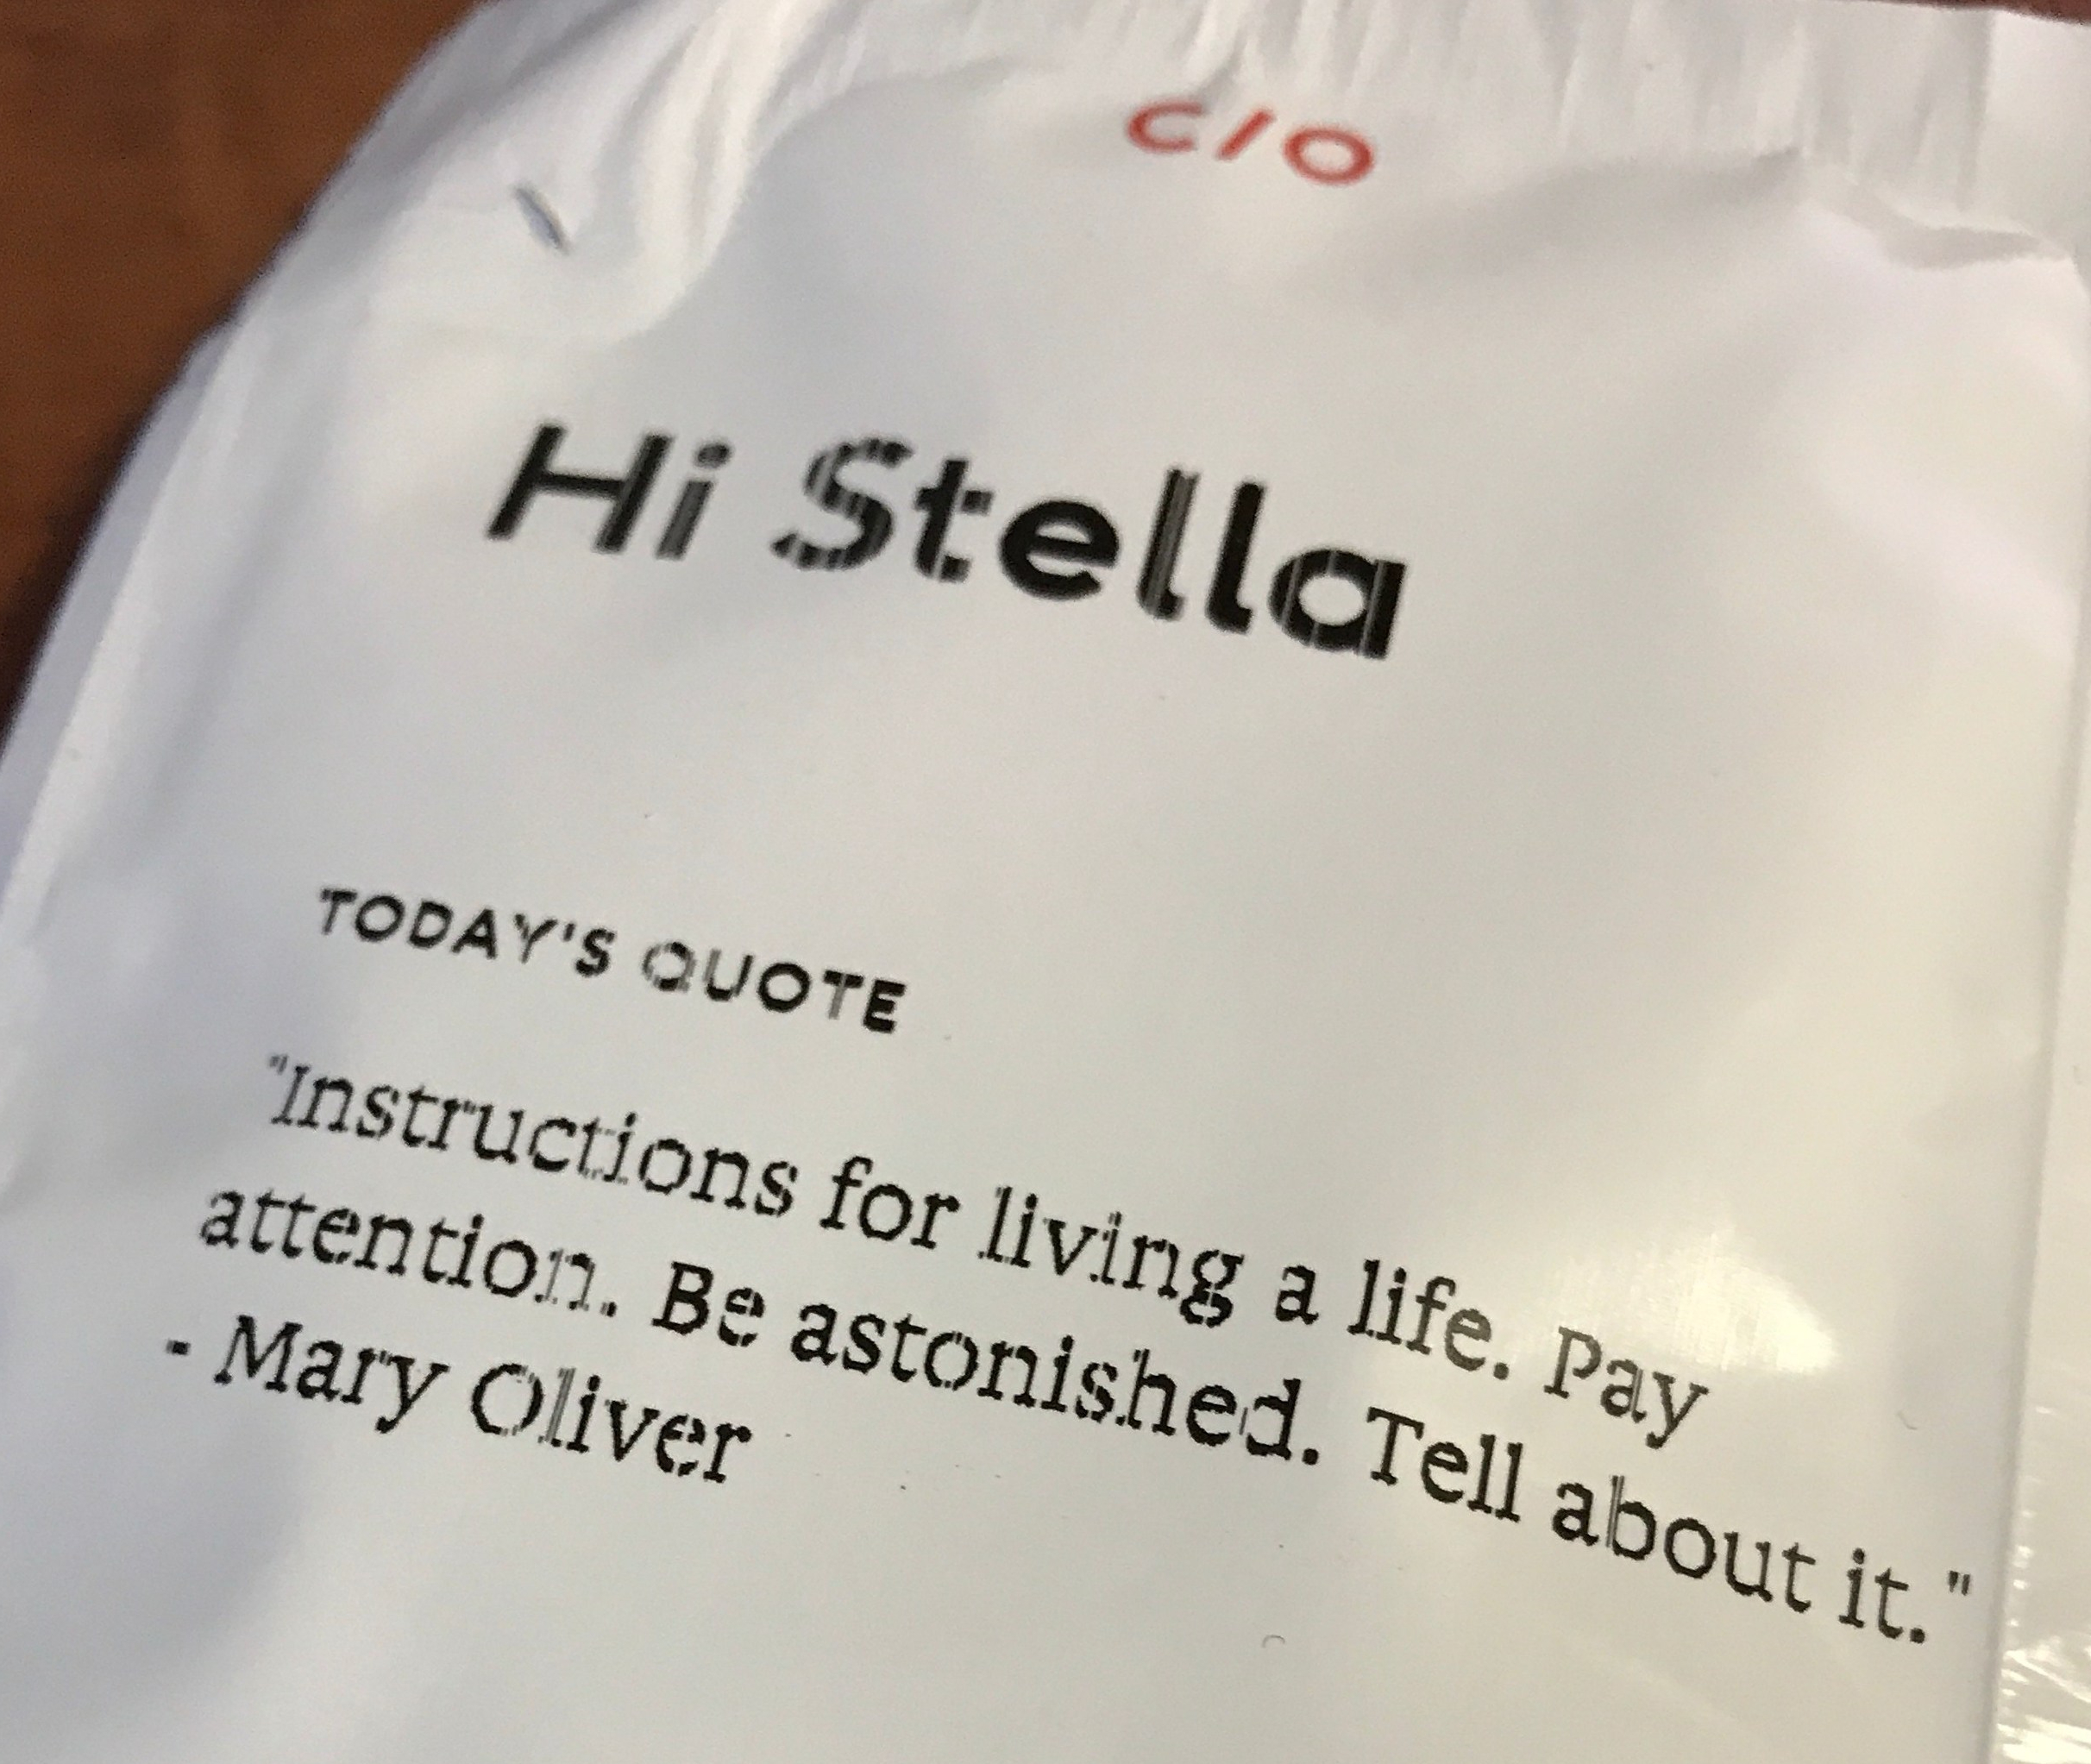 C/O
Hi Stella
TODAY'S QUOTE
"Instructions for living a life. Pay
attention. Be astonished. Tell about it."
- Mary Oliver